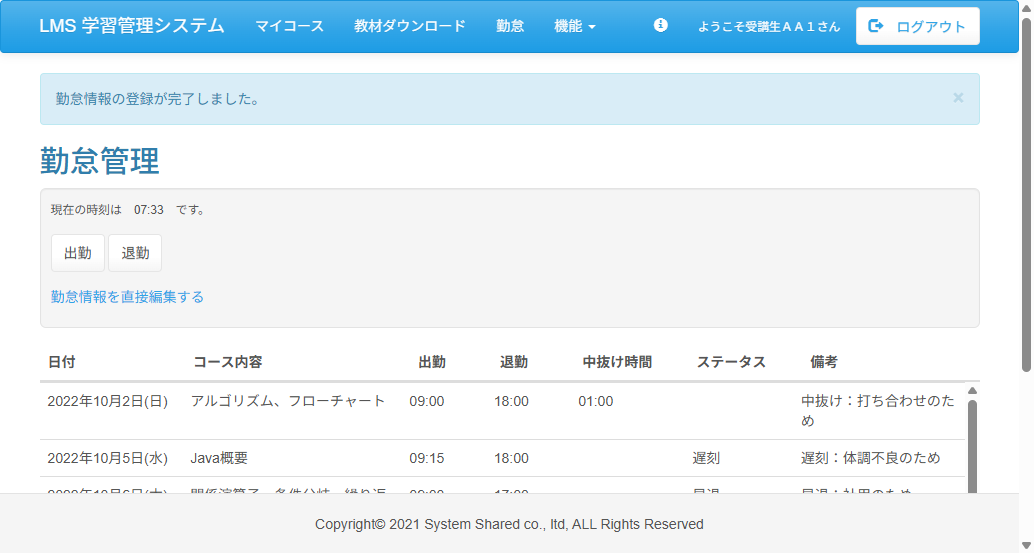 LMS 学習管理システム マイコース 教材ダウンロード 勤怠 機能 ようこそ受講生ＡＡ１さん ログアウト
勤怠情報の登録が完了しました。 ×
勤怠管理
現在の時刻は 07:33 です。
出勤 退勤
勤怠情報を直接編集する
日付 コース内容 出勤 退勤 中抜け時間 ステータス 備考
2022年10月2日(日) アルゴリズム、フローチャート 09:00 18:00 01:00 中抜け：打ち合わせのた
め
2022年10月5日(水) Java概要 09:15 18:00 遅刻 遅刻：体調不良のため
Copyright© 2021 System Shared co., ltd, ALL Rights Reserved